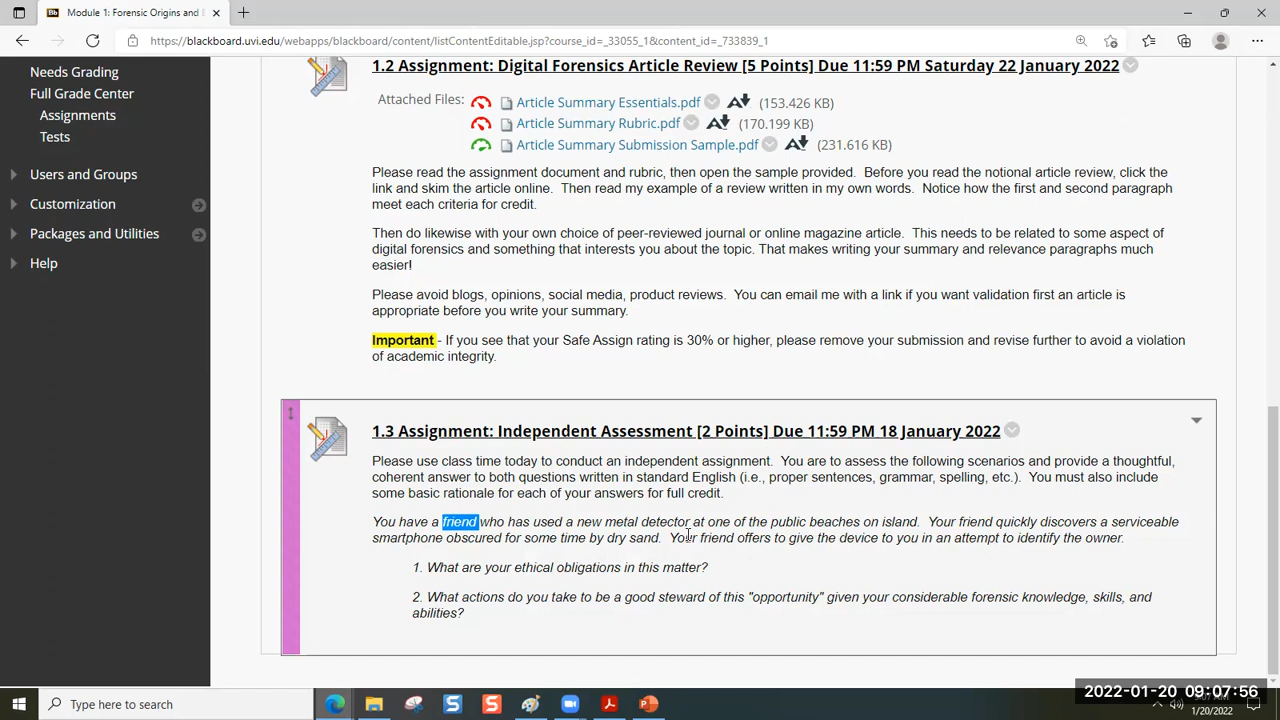 Module 1: Forensic Origins and E
https://blackboard.uvi.edu/webapps/blackboard/content/listContentEditable.jsp?course_id=_33055_1&content_id=_733839_1
Needs Grading
Full Grade Center
Assignments
Tests
Users and Groups
Customization
Packages and Utilities
Help
1.2 Assignment: Digital Forensics Article Review [5 Points] Due 11:59 PM Saturday 22 January 2022
Attached Files:
Article Summary Essentials.pdf (153.426 KB)
Article Summary Rubric.pdf (170.199 KB)
Article Summary Submission Sample.pdf (231.616 KB)
Please read the assignment document and rubric, then open the sample provided. Before you read the notional article review, click the
link and skim the article online. Then read my example of a review written in my own words. Notice how the first and second paragraph
meet each criteria for credit.
Then do likewise with your own choice of peer-reviewed journal or online magazine article. This needs to be related to some aspect of
digital forensics and something that interests you about the topic. That makes writing your summary and relevance paragraphs much
easier!
Please avoid blogs, opinions, social media, product reviews. You can email me with a link if you want validation first an article is
appropriate before you write your summary.
Important - If you see that your Safe Assign rating is 30% or higher, please remove your submission and revise further to avoid a violation
of academic integrity.
1.3 Assignment: Independent Assessment [2 Points] Due 11:59 PM 18 January 2022
Please use class time today to conduct an independent assignment. You are to assess the following scenarios and provide a thoughtful,
coherent answer to both questions written in standard English (i.e., proper sentences, grammar, spelling, etc.). You must also include
some basic rationale for each of your answers for full credit.
You have a friend who has used a new metal detector at one of the public beaches on island. Your friend quickly discovers a serviceable
smartphone obscured for some time by dry sand. Your friend offers to give the device to you in an attempt to identify the owner.
1. What are your ethical obligations in this matter?
2. What actions do you take to be a good steward of this "opportunity" given your considerable forensic knowledge, skills, and
abilities?
Type here to search
2022-01-20 09:07:56
1/20/2022